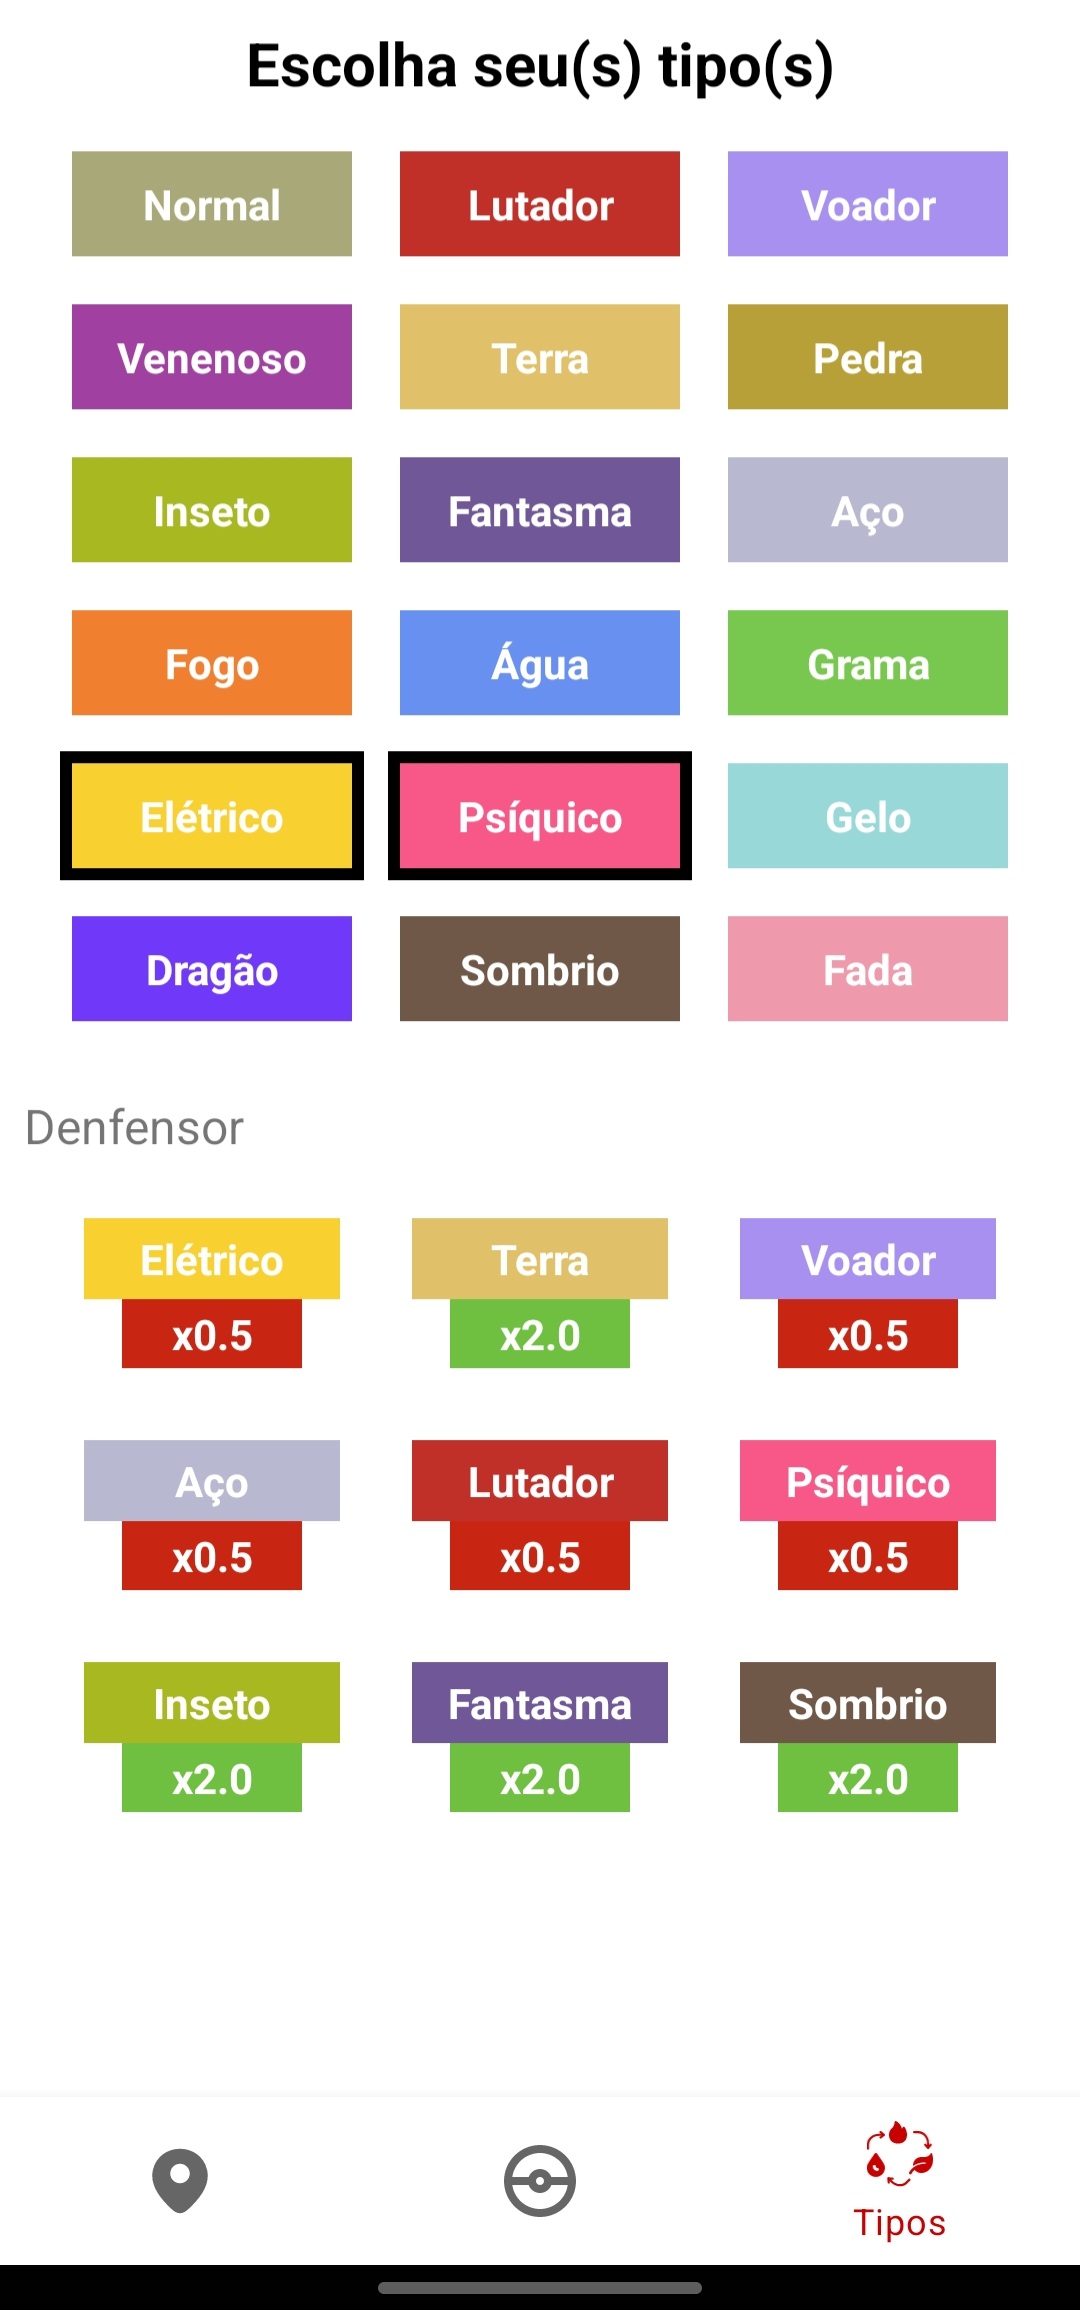 Escolha seu(s) tipo(s)
Normal Lutador Voador
Venenoso Terra Pedra
Inseto Fantasma Aço
Fogo Água Grama
Elétrico Psíquico Gelo
Dragão Sombrio Fada
Denfensor
Elétrico Terra Voador
x0.5 x2.0 x0.5
Aço Lutador Psíquico
x0.5 x0.5 x0.5
Inseto Fantasma Sombrio
x2.0 x2.0 x2.0
Tipos